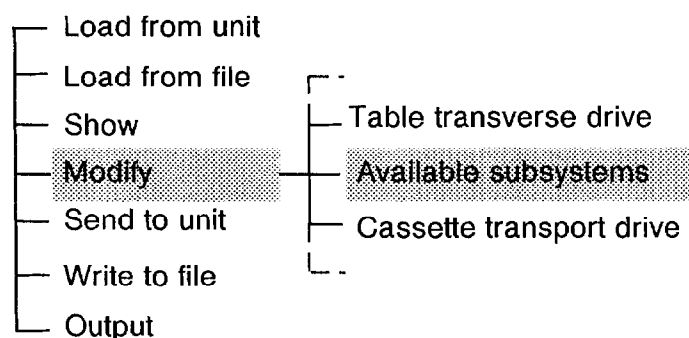 Load from unit
Load from file
Show
Modify
Send to unit
Write to file
Output
Table transverse drive
Available subsystems
Cassette transport drive